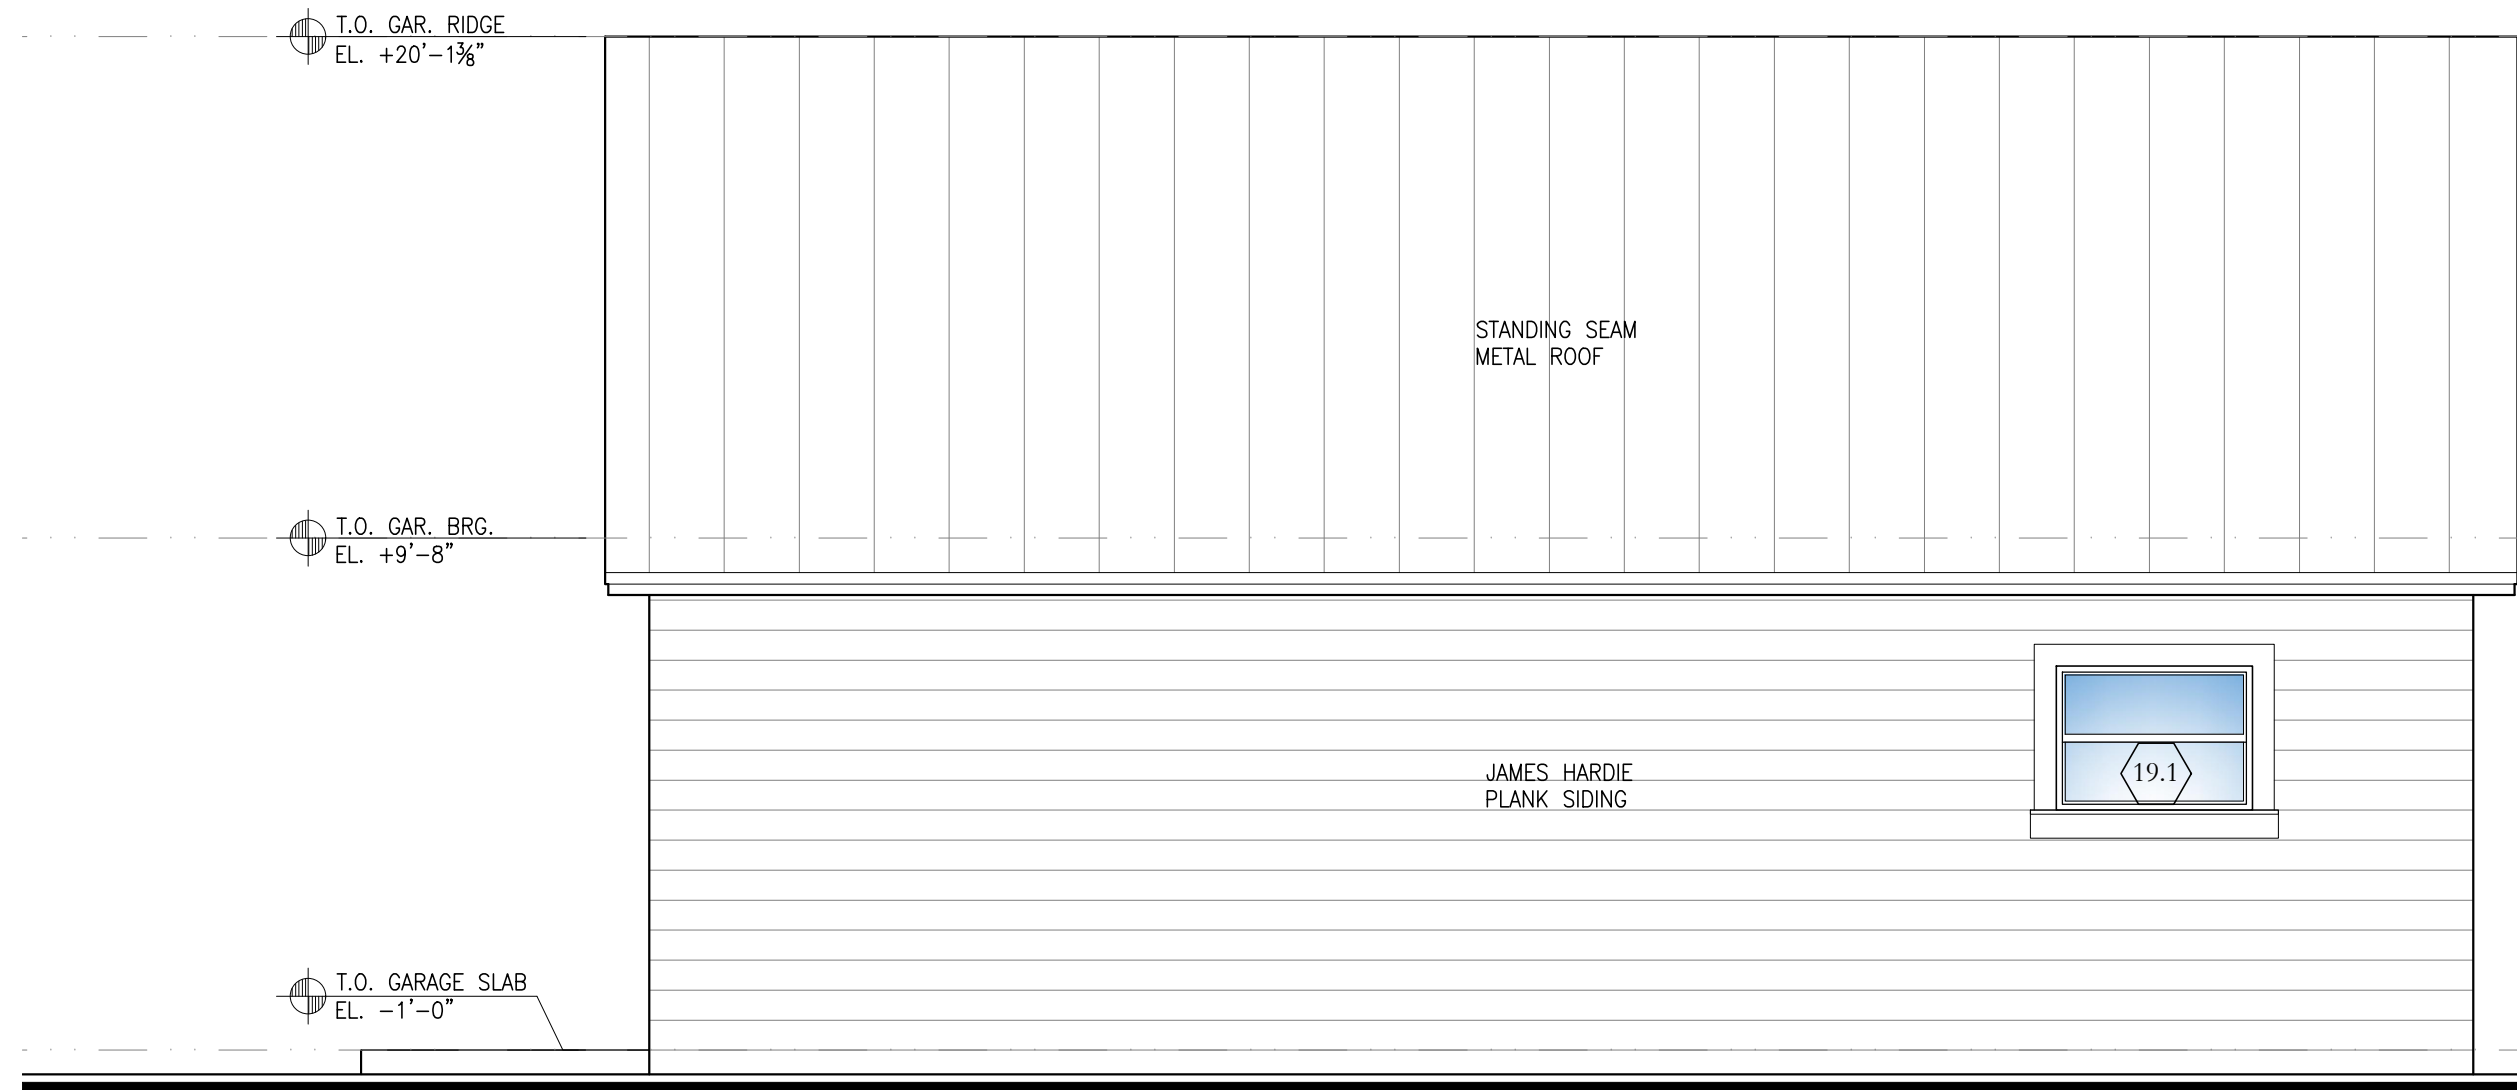 T.O. GAR. RIDGE
EL. +20'-1⅜"
STANDING SEAM
METAL ROOF
T.O. GAR. BRG.
EL. +9'-8"
JAMES HARDIE
PLANK SIDING
19.1
T.O. GARAGE SLAB
EL. -1'-0"